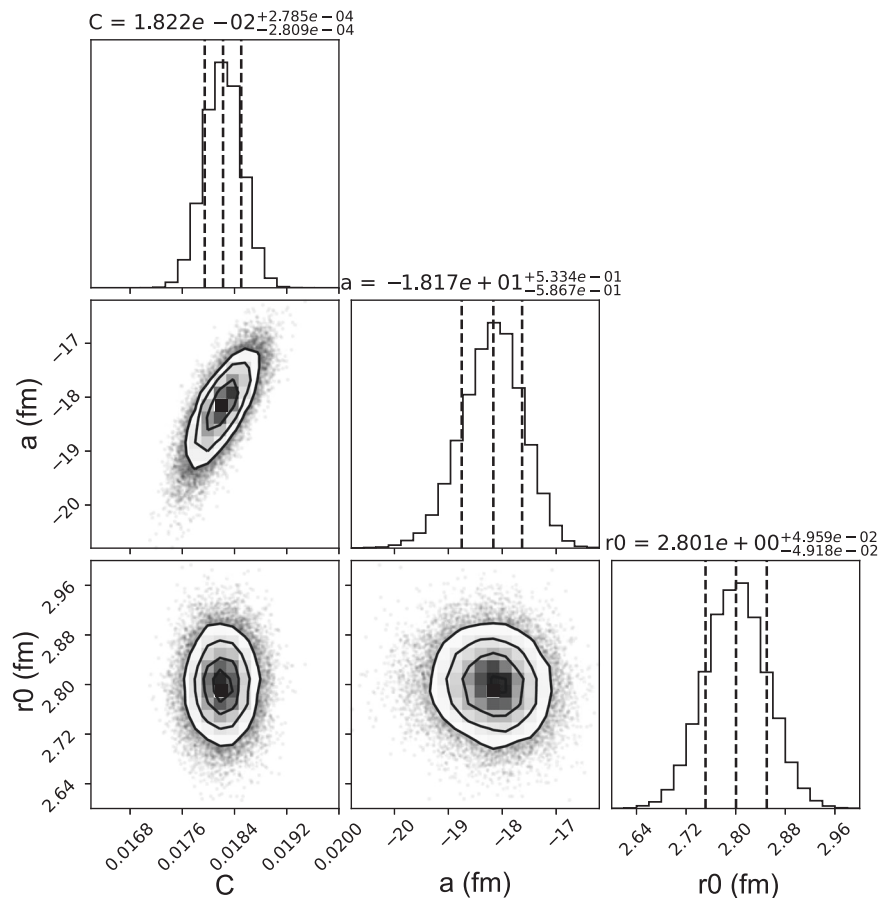 C = 1.822e −02 +2.785e−04 −2.809e−04
a = −1.817e + 01 +5.334e−01 −5.867e−01
−17
−18
−19
−20
a (fm)
r0 = 2.801e + 00 +4.959e−02 −4.918e−02
2.96
2.88
2.80
2.72
2.64
r0 (fm)
0.0168
0.0176
0.0184
0.0192
0.0200
C
−20
−19
−18
−17
a (fm)
2.64
2.72
2.80
2.88
2.96
r0 (fm)